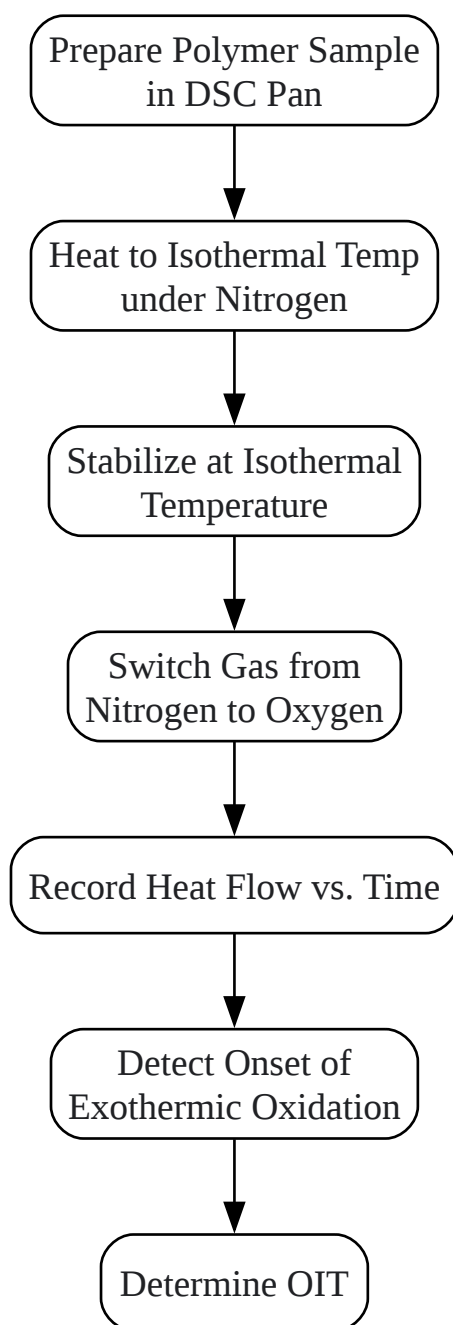 Prepare Polymer Sample
in DSC Pan
Heat to Isothermal Temp
under Nitrogen
Stabilize at Isothermal
Temperature
Switch Gas from
Nitrogen to Oxygen
Record Heat Flow vs. Time
Detect Onset of
Exothermic Oxidation
Determine OIT